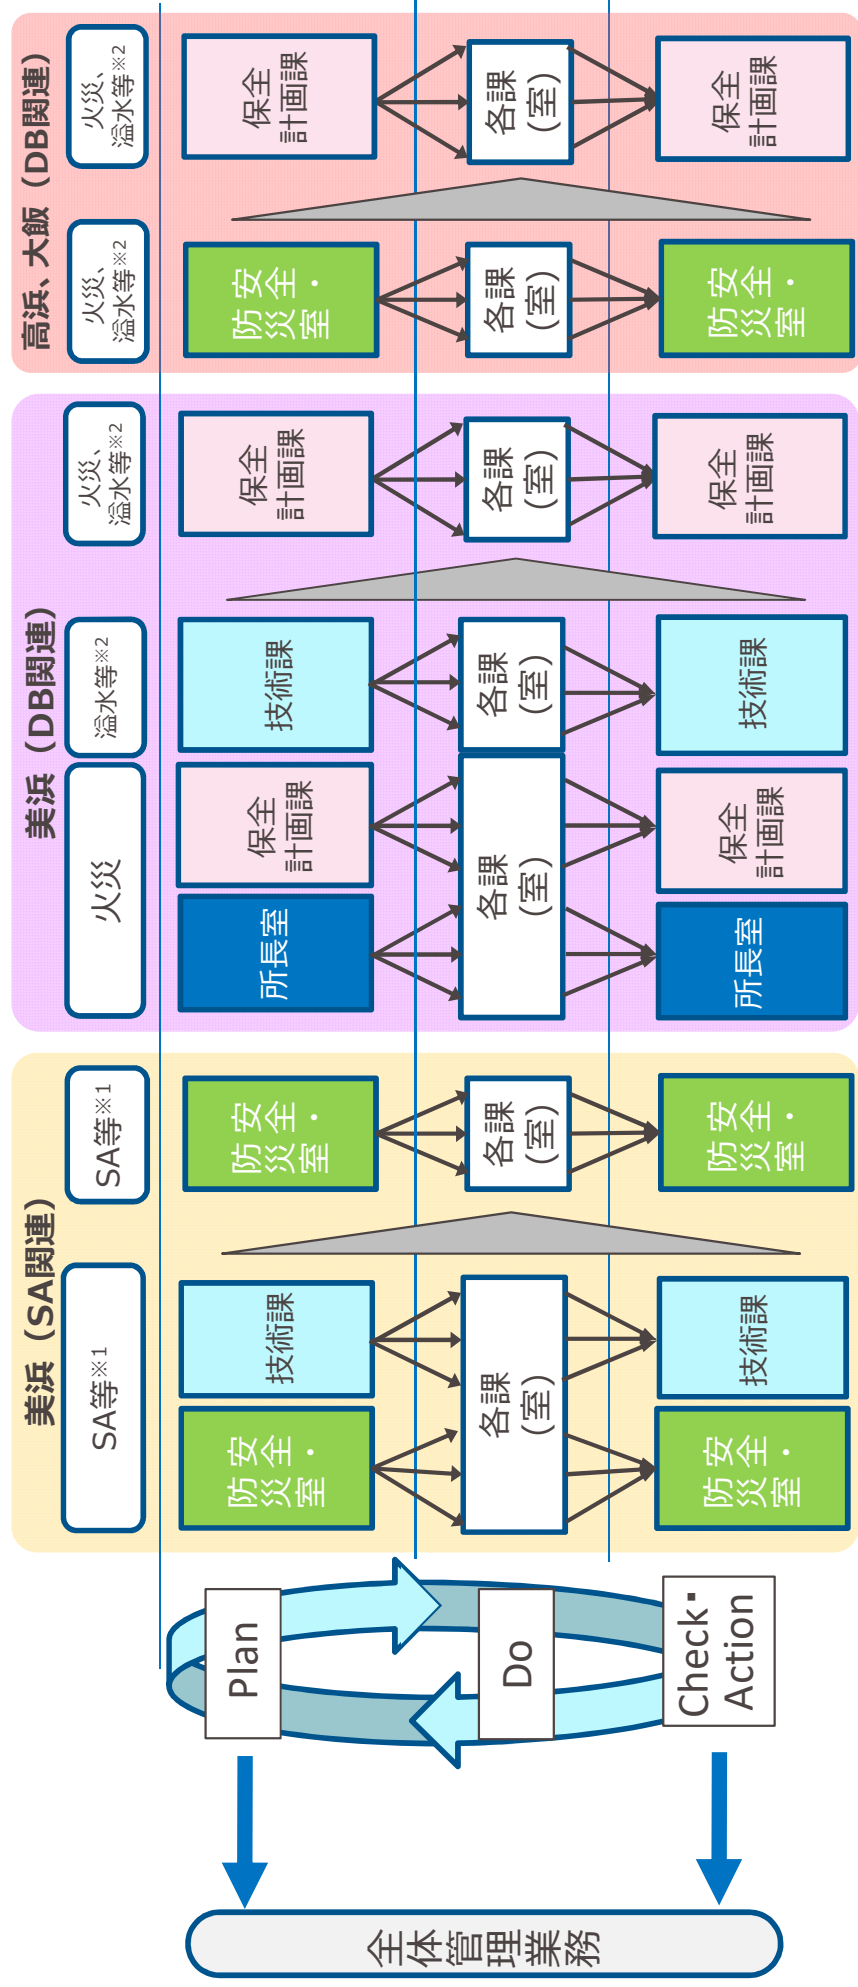 美浜（SA関連）
美浜（DB関連）
高浜、大飯（DB関連）
SA等※1
SA等※1
火災
溢水等※2
火災、
溢水等※2
火災、
溢水等※2
火災、
溢水等※2
全体管理業務
Plan
安全・
防災室
技術課
安全・
防災室
所長室
保全
計画課
技術課
保全
計画課
安全・
防災室
保全
計画課
Do
各課
(室)
各課
(室)
各課
(室)
各課
(室)
各課
(室)
各課
(室)
各課
(室)
Check・
Action
安全・
防災室
技術課
安全・
防災室
所長室
保全
計画課
技術課
保全
計画課
安全・
防災室
保全
計画課